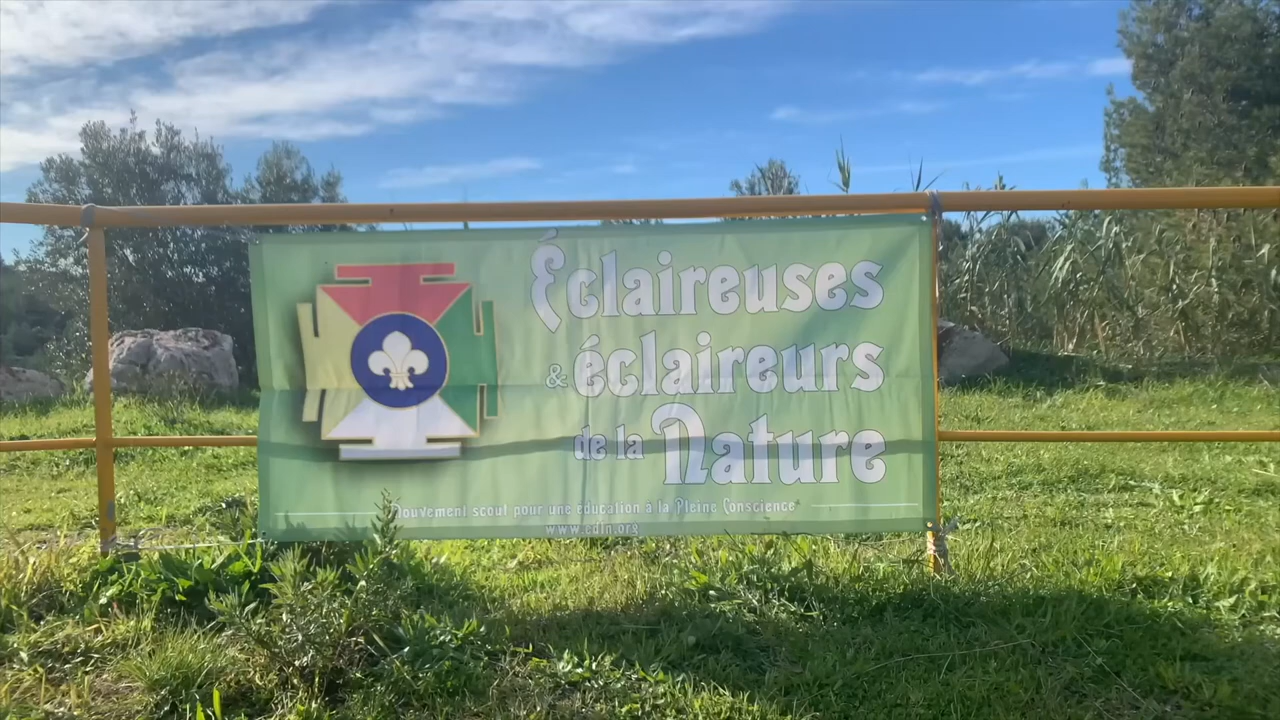 Éclaireuses
& éclaireurs
de la Nature
Mouvement scout pour une éducation à la Pleine Conscience
www.edln.org